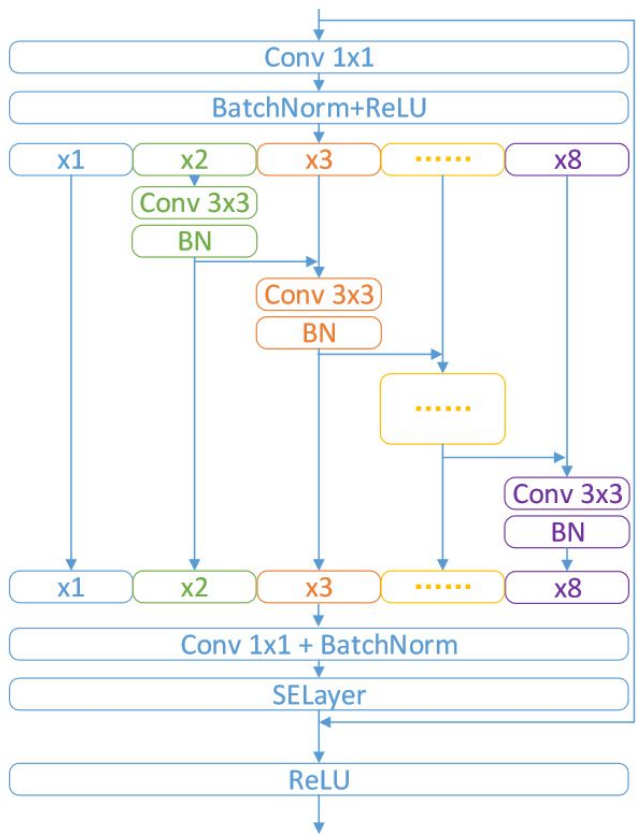 Conv 1x1
BatchNorm+ReLU
x1 x2 x3 ...... x8
Conv 3x3
BN
Conv 3x3
BN
......
Conv 3x3
BN
x1 x2 x3 ...... x8
Conv 1x1 + BatchNorm
SELayer
ReLU